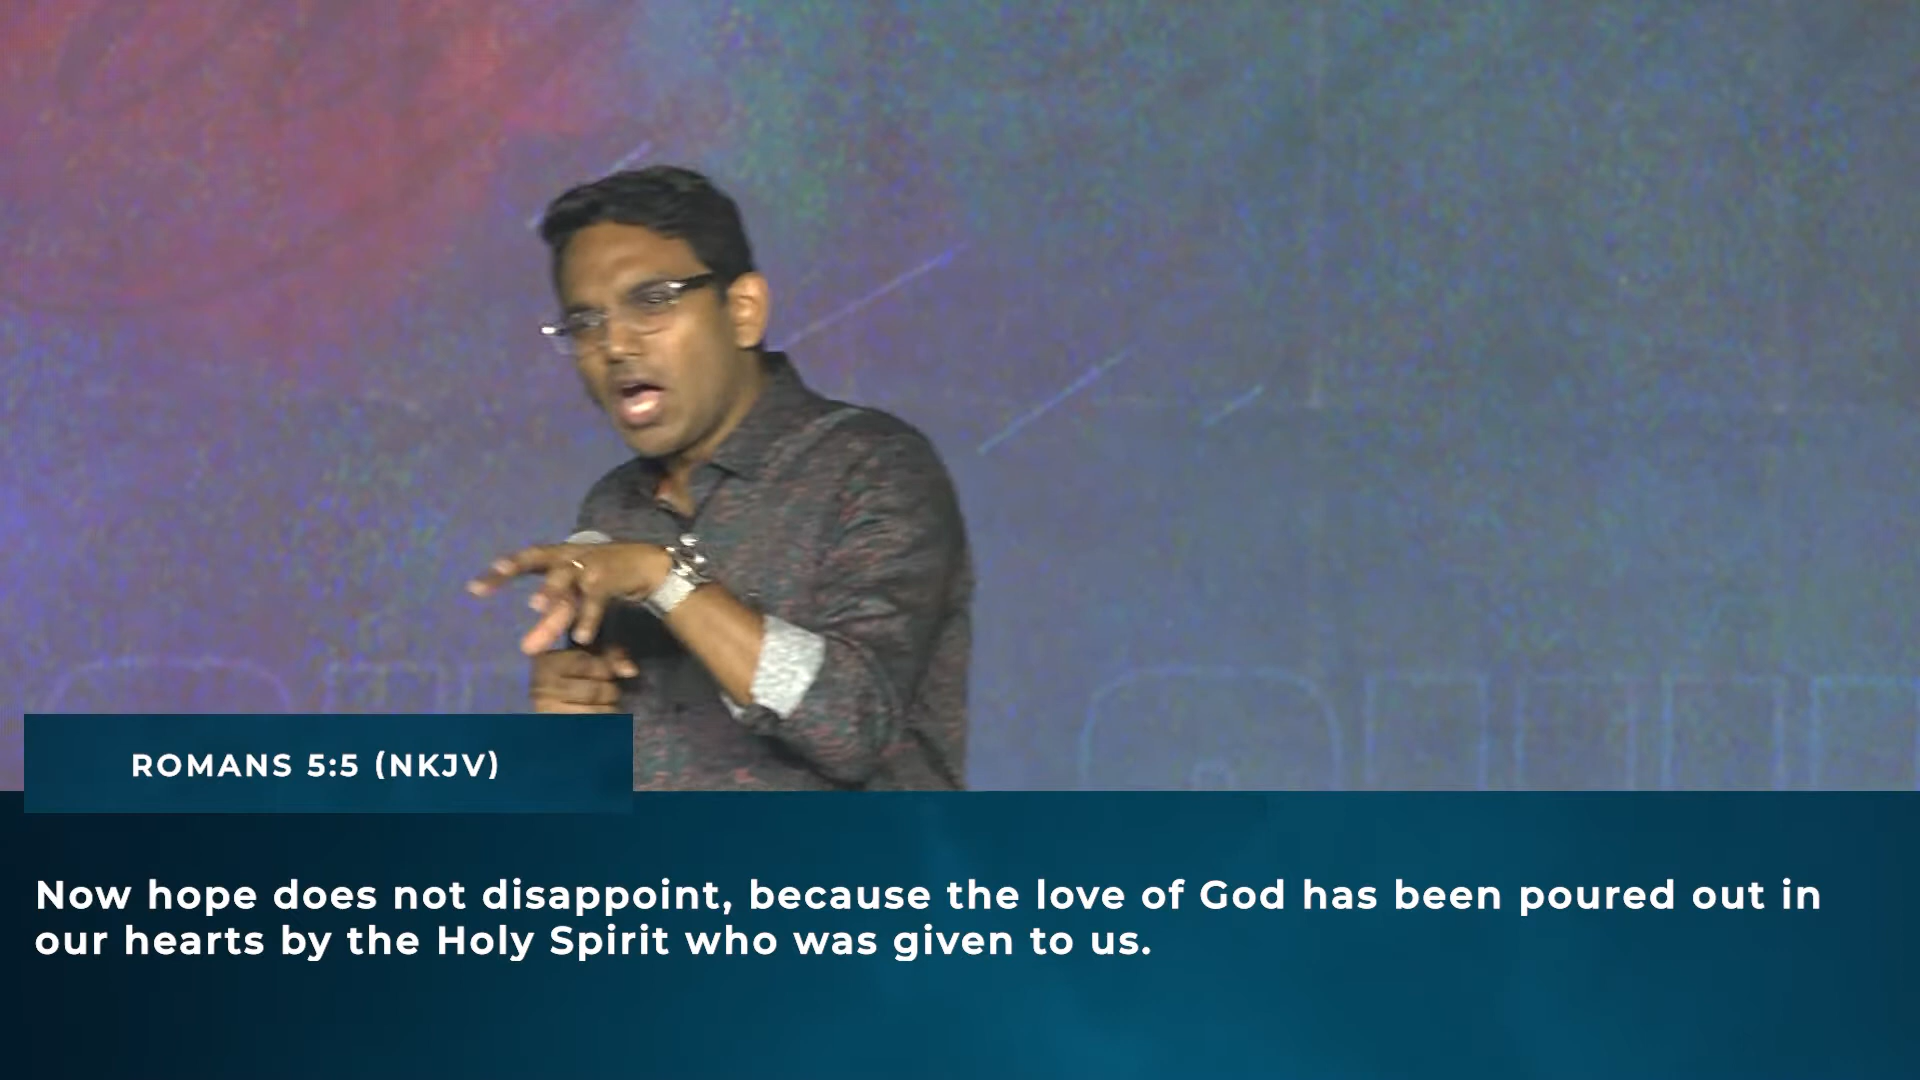 ROMANS 5:5 (NKJV)
Now hope does not disappoint, because the love of God has been poured out in
our hearts by the Holy Spirit who was given to us.